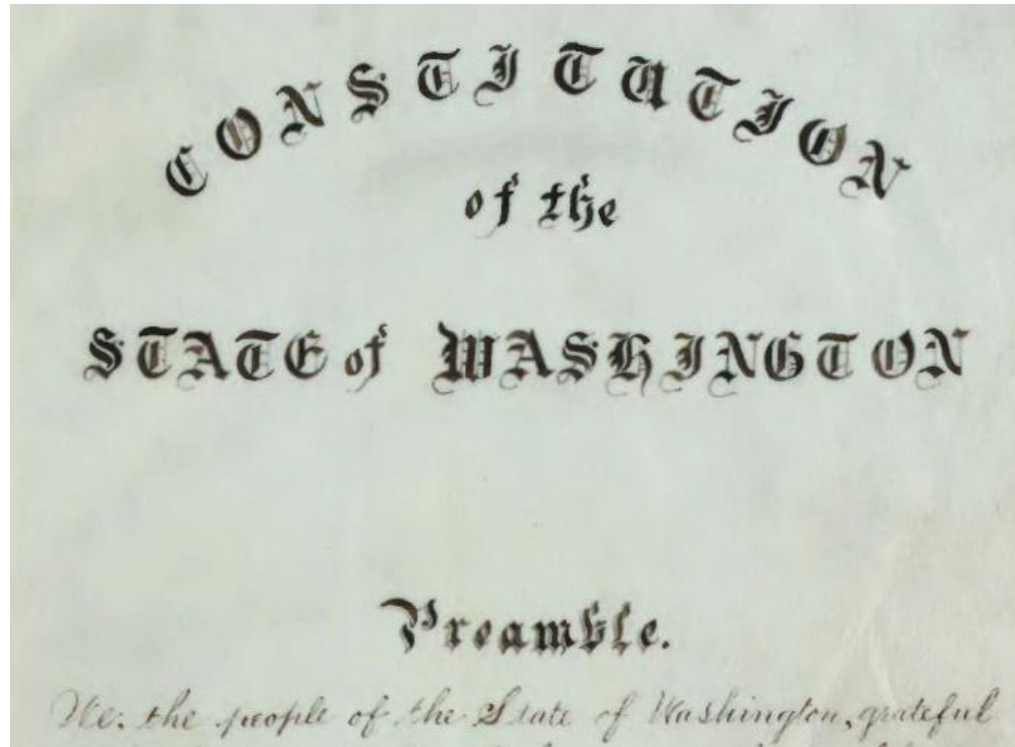 CONSTITUTION
of the
STATE of WASHINGTON
Preamble.
We, the people of the State of Washington, grateful